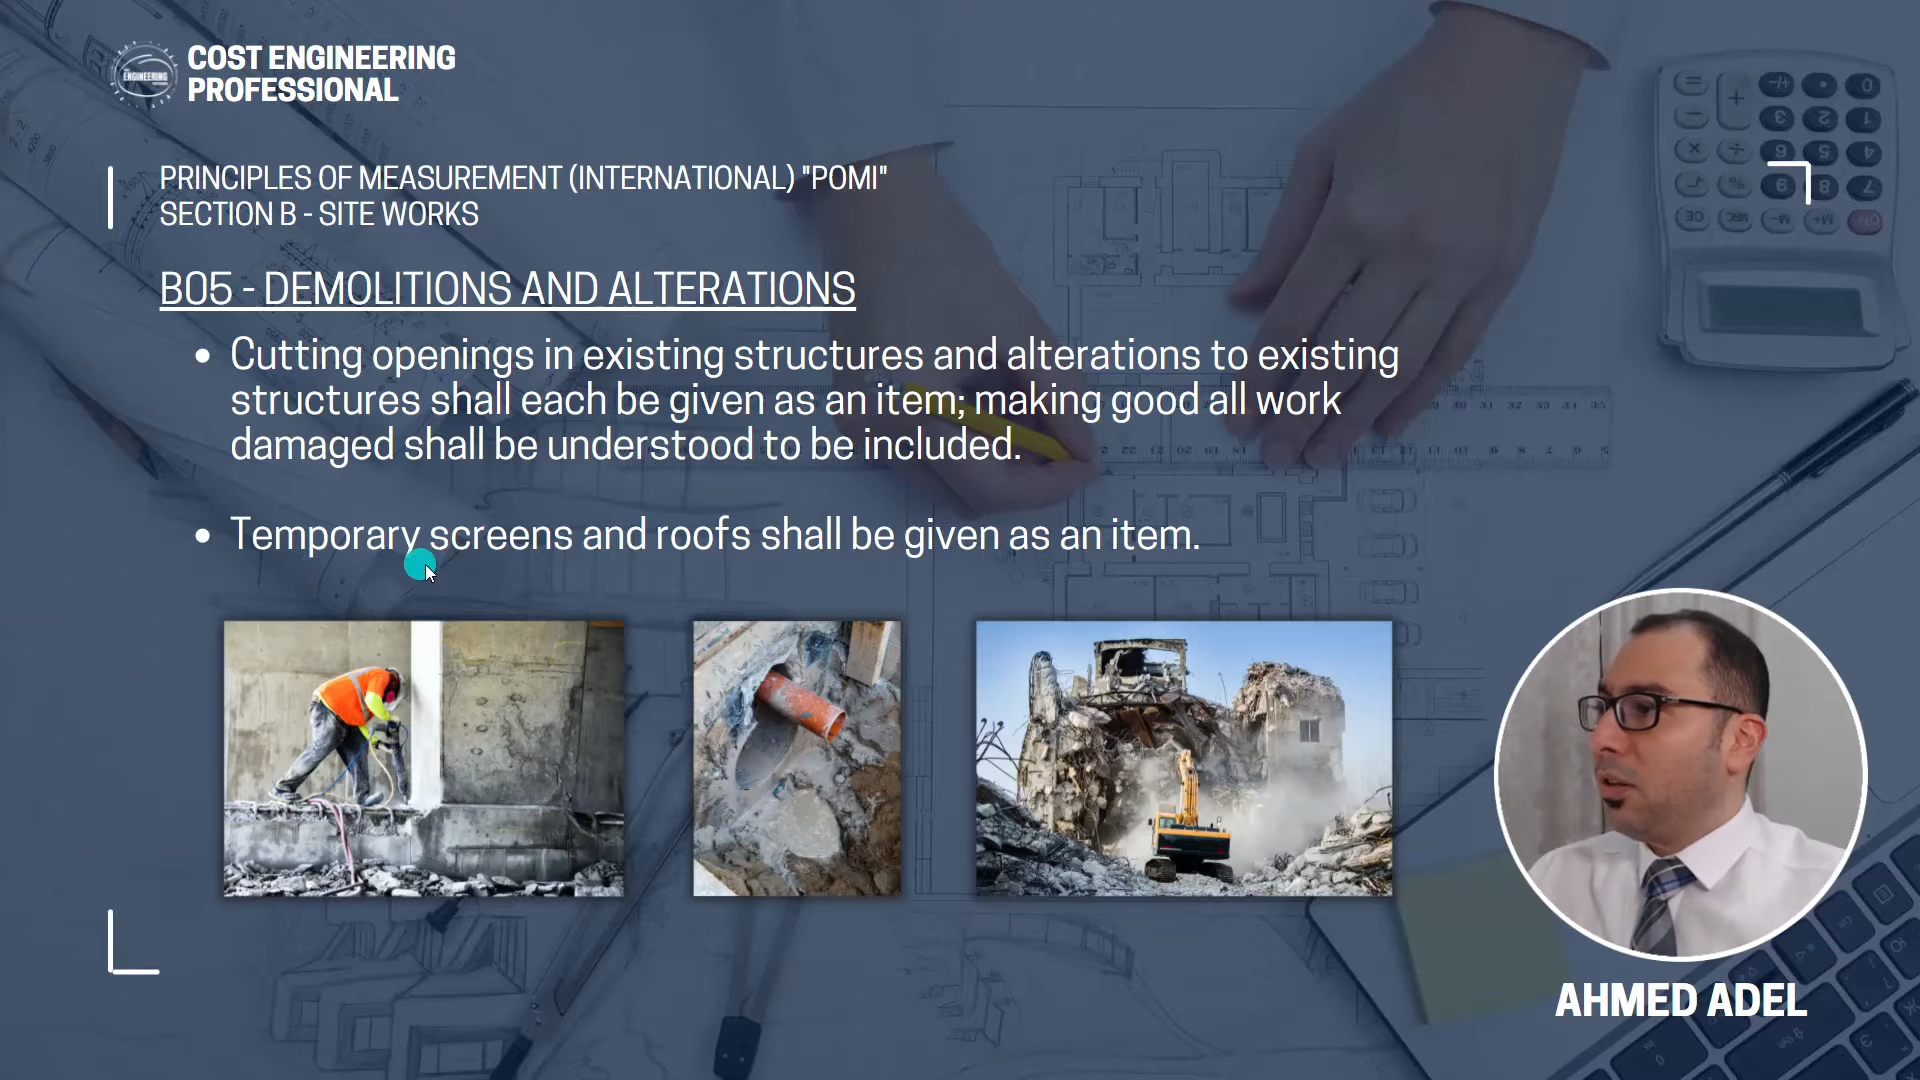 ENGINEERING
COST ENGINEERING
PROFESSIONAL
PRINCIPLES OF MEASUREMENT (INTERNATIONAL) "POMI"
SECTION B - SITE WORKS
B05 - DEMOLITIONS AND ALTERATIONS
• Cutting openings in existing structures and alterations to existing
structures shall each be given as an item; making good all work
damaged shall be understood to be included.
• Temporary screens and roofs shall be given as an item.
AHMED ADEL